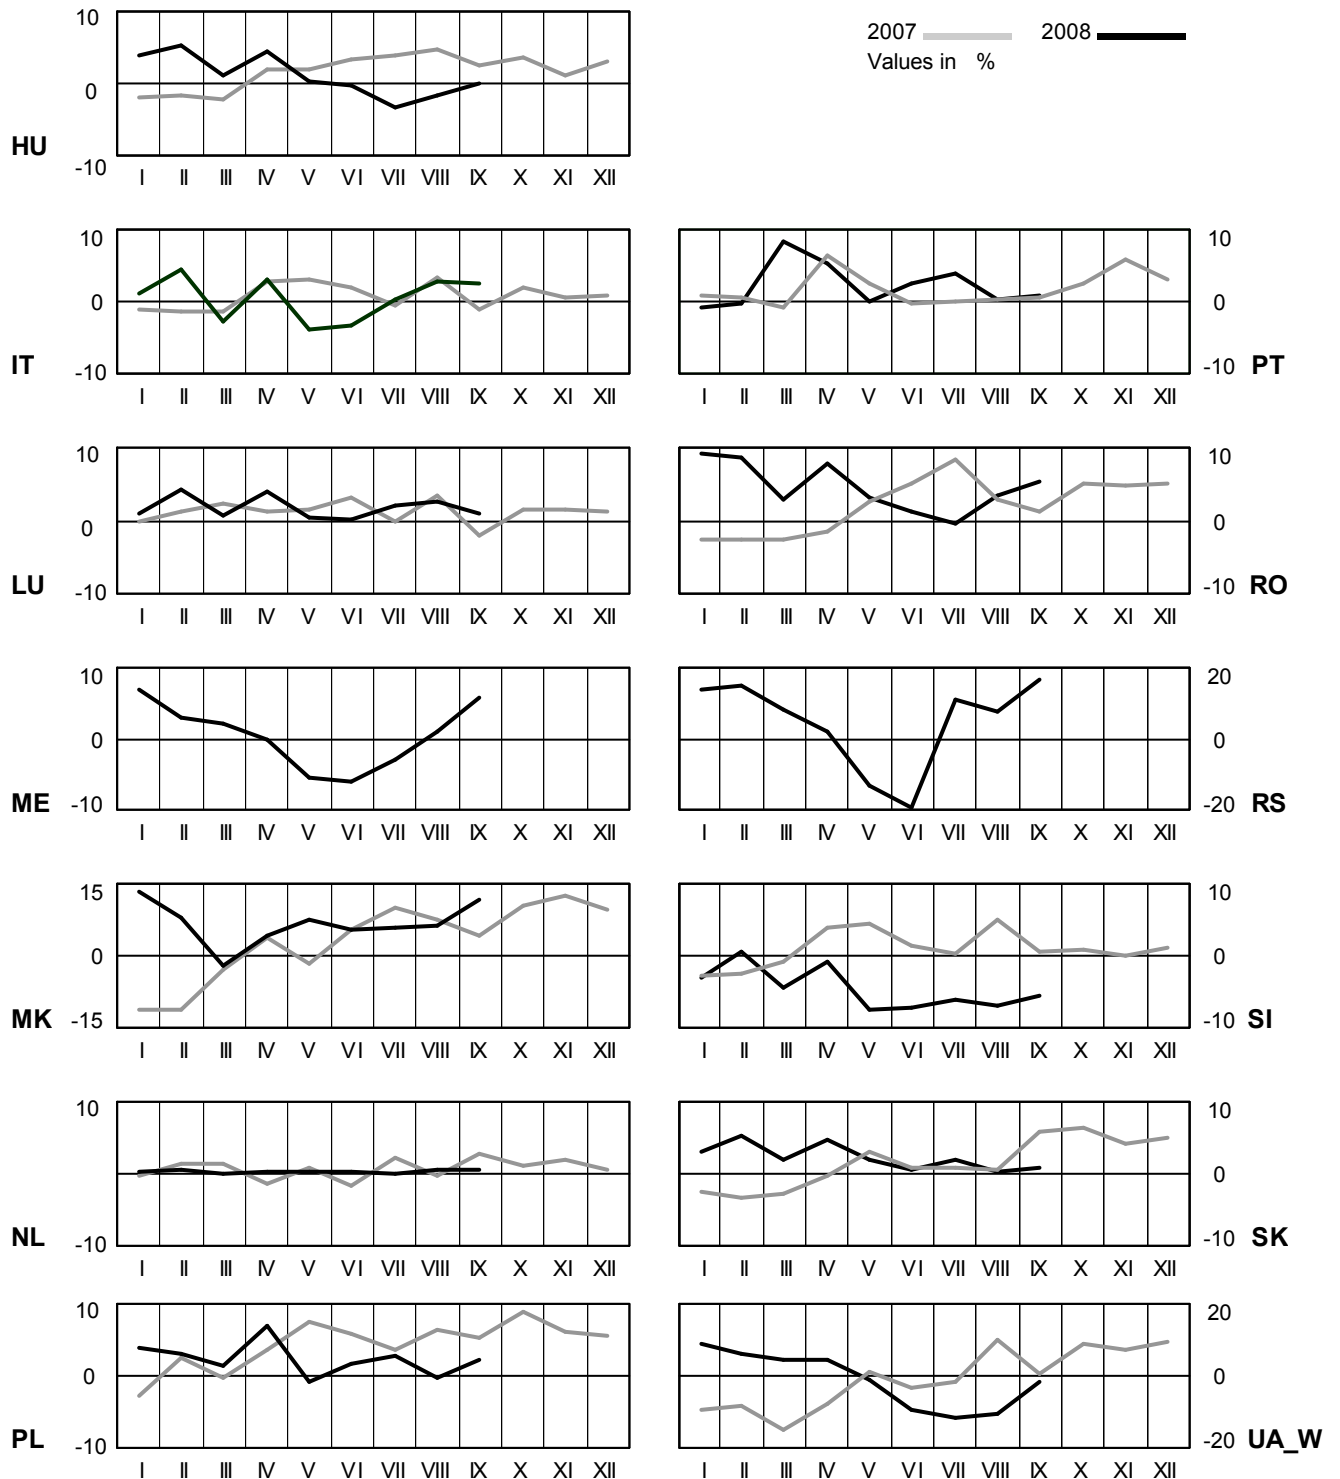 2007 2008
Values in %
10
0
HU -10
I II III IV V VI VII VIII IX X XI XII
10 10
0 0
IT -10 -10 PT
I II III IV V VI VII VIII IX X XI XII I II III IV V VI VII VIII IX X XI XII
10 10
0 0
LU -10 -10 RO
I II III IV V VI VII VIII IX X XI XII I II III IV V VI VII VIII IX X XI XII
10 20
0 0
ME -10 -20 RS
I II III IV V VI VII VIII IX X XI XII I II III IV V VI VII VIII IX X XI XII
15 10
0 0
MK -15 -10 SI
I II III IV V VI VII VIII IX X XI XII I II III IV V VI VII VIII IX X XI XII
10 10
0 0
NL -10 -10 SK
I II III IV V VI VII VIII IX X XI XII I II III IV V VI VII VIII IX X XI XII
10 20
0 0
PL -10 -20 UA_W
I II III IV V VI VII VIII IX X XI XII I II III IV V VI VII VIII IX X XI XII